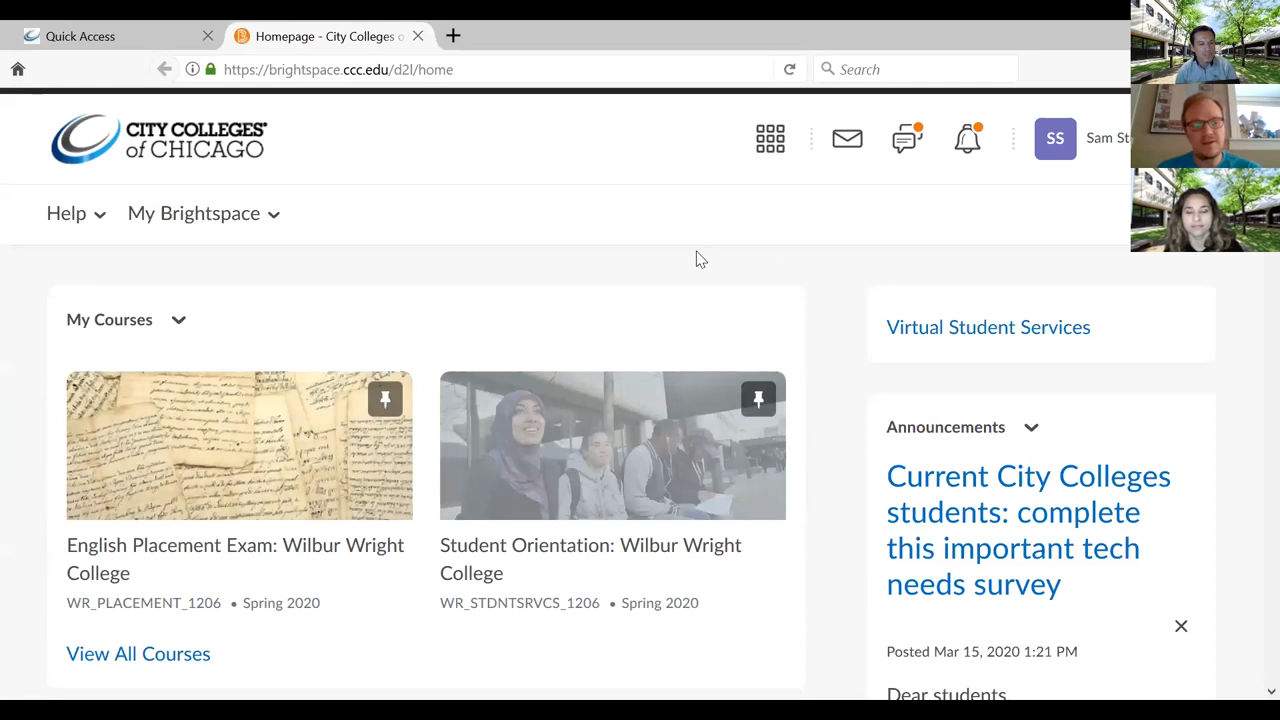 Quick Access
Homepage - City Colleges o
https://brightspace.ccc.edu/d2l/home
Search
CITY COLLEGES®
of CHICAGO
SS
Sam St
Help
My Brightspace
My Courses
English Placement Exam: Wilbur Wright
College
WR_PLACEMENT_1206 • Spring 2020
Student Orientation: Wilbur Wright
College
WR_STDNTSRVCS_1206 • Spring 2020
View All Courses
Virtual Student Services
Announcements
Current City Colleges
students: complete
this important tech
needs survey
Posted Mar 15, 2020 1:21 PM
Dear students,